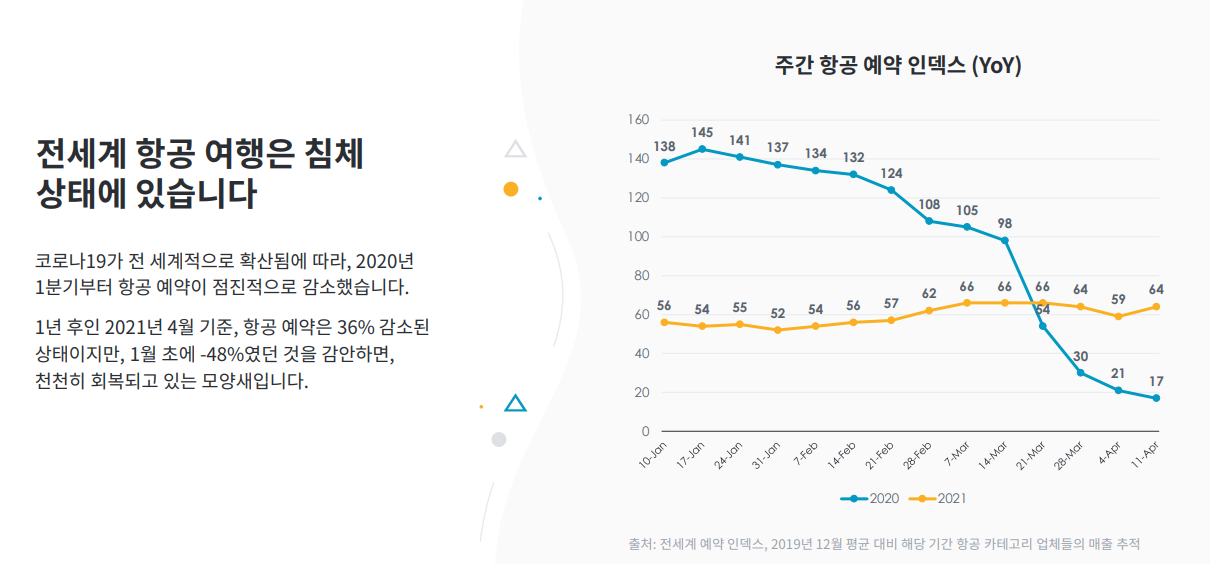 전세계 항공 여행은 침체
상태에 있습니다
코로나19가 전 세계적으로 확산됨에 따라, 2020년
1분기부터 항공 예약이 점진적으로 감소했습니다.
1년 후인 2021년 4월 기준, 항공 예약은 36% 감소된
상태이지만, 1월 초에 -48%였던 것을 감안하면,
천천히 회복되고 있는 모양새입니다.
주간 항공 예약 인덱스 (YoY)
160
140
120
100
80
60
40
20
0
138 145 141 137 134 132 124 108 105 98 54 30 21 17
56 54 55 52 54 56 57 62 66 66 66 64 59 64
10-Jan 17-Jan 24-Jan 31-Jan 7-Feb 14-Feb 21-Feb 28-Feb 7-Mar 14-Mar 21-Mar 28-Mar 4-Apr 11-Apr
2020 2021
출처: 전세계 예약 인덱스, 2019년 12월 평균 대비 해당 기간 항공 카테고리 업체들의 매출 추적